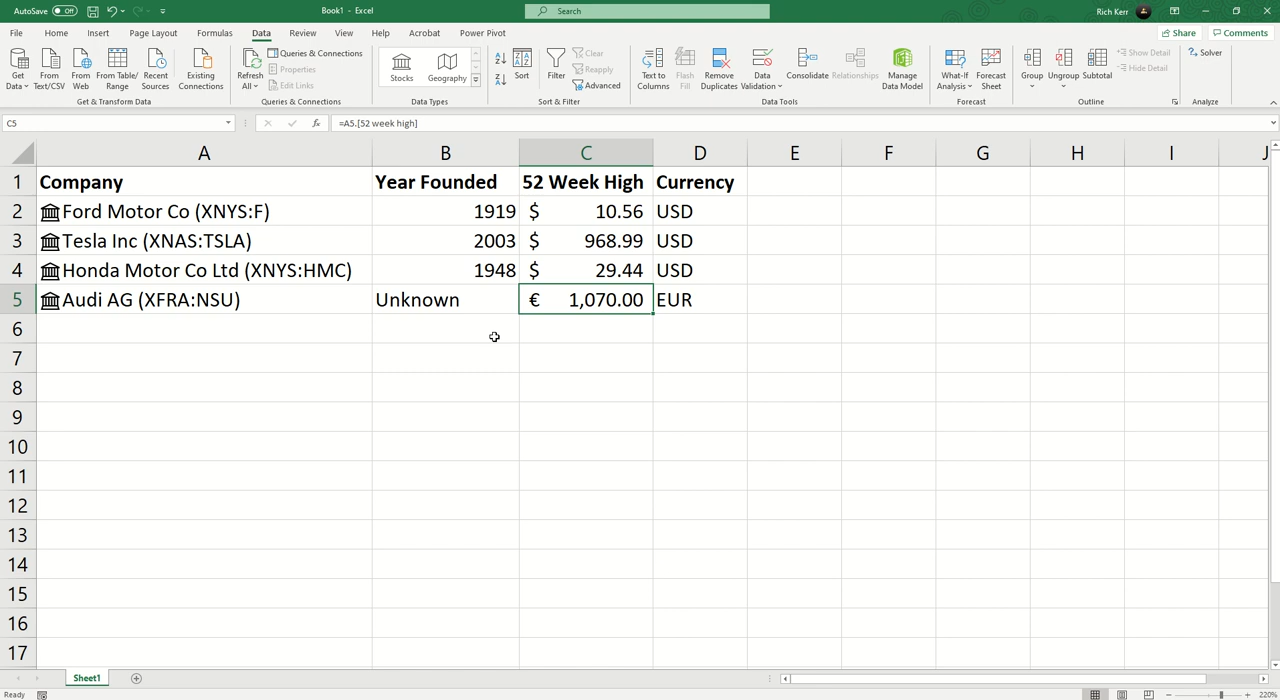 AutoSave Off Book1 - Excel Search Rich Kerr
File Home Insert Page Layout Formulas Data Review View Help Acrobat Power Pivot Share Comments
Get Data From Text/CSV From Web From Table/ Range Recent Sources Existing Connections
Get & Transform Data
Refresh All Queries & Connections Properties Edit Links
Queries & Connections
Stocks Geography
Data Types
Sort Filter Clear Reapply Advanced
Sort & Filter
Text to Columns Flash Fill Remove Duplicates Data Validation Consolidate Relationships Manage Data Model
Data Tools
What-If Analysis Forecast Sheet
Forecast
Group Ungroup Subtotal Show Detail Hide Detail
Outline
Solver
Analyze
C5 fx =A5.[52 week high]
A B C D E F G H I J
1 Company Year Founded 52 Week High Currency
2 Ford Motor Co (XNYS:F) 1919 $ 10.56 USD
3 Tesla Inc (XNAS:TSLA) 2003 $ 968.99 USD
4 Honda Motor Co Ltd (XNYS:HMC) 1948 $ 29.44 USD
5 Audi AG (XFRA:NSU) Unknown € 1,070.00 EUR
6
7
8
9
10
11
12
13
14
15
16
17
Sheet1
Ready 220%